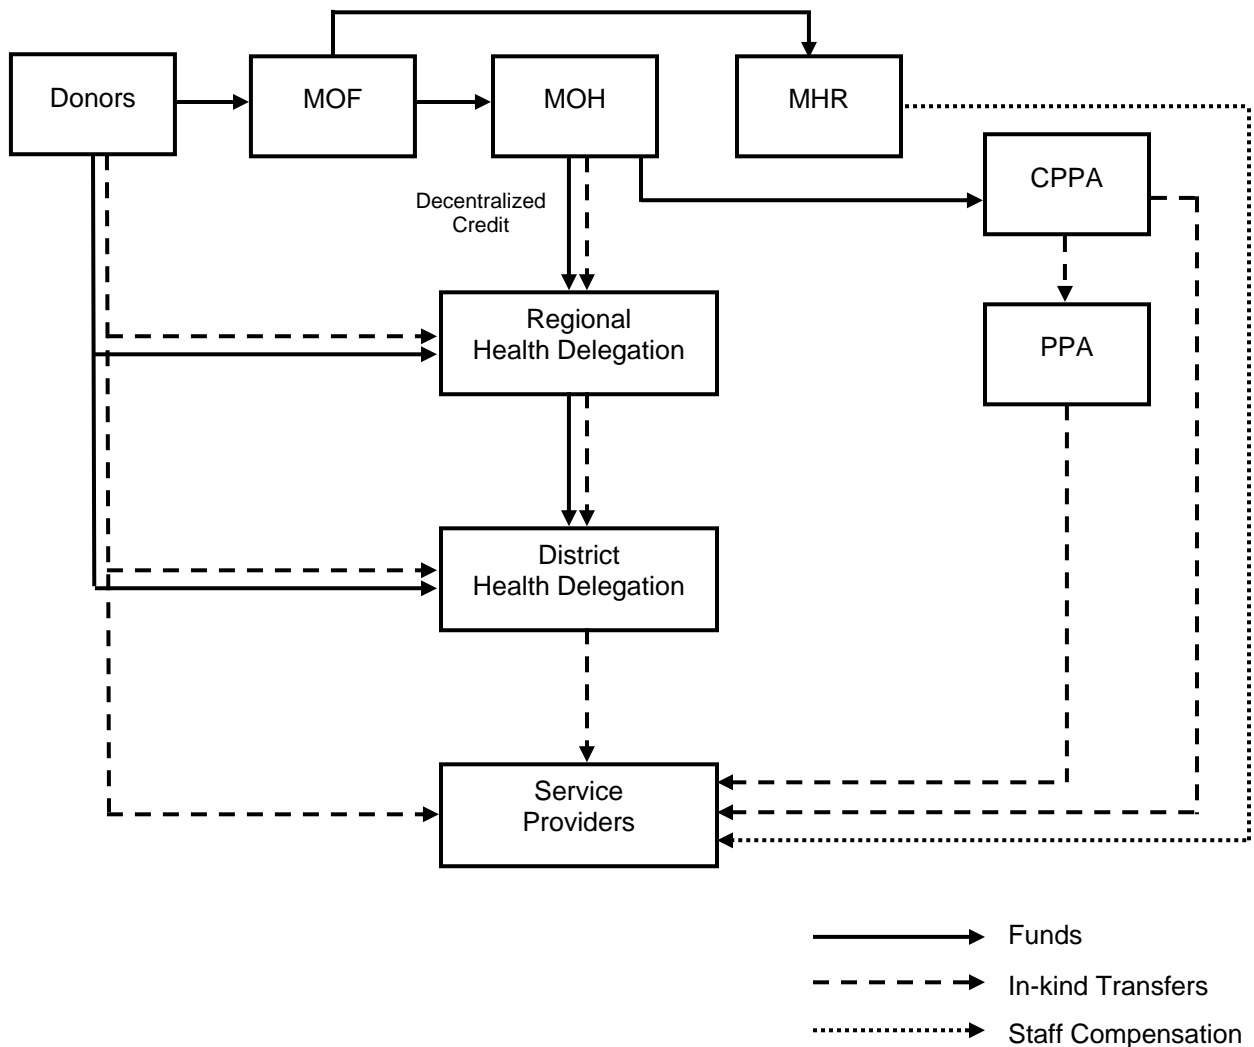 Donors
MOF
MOH
MHR
CPPA
Decentralized
Credit
Regional
Health Delegation
PPA
District
Health Delegation
Service
Providers
Funds
In-kind Transfers
Staff Compensation